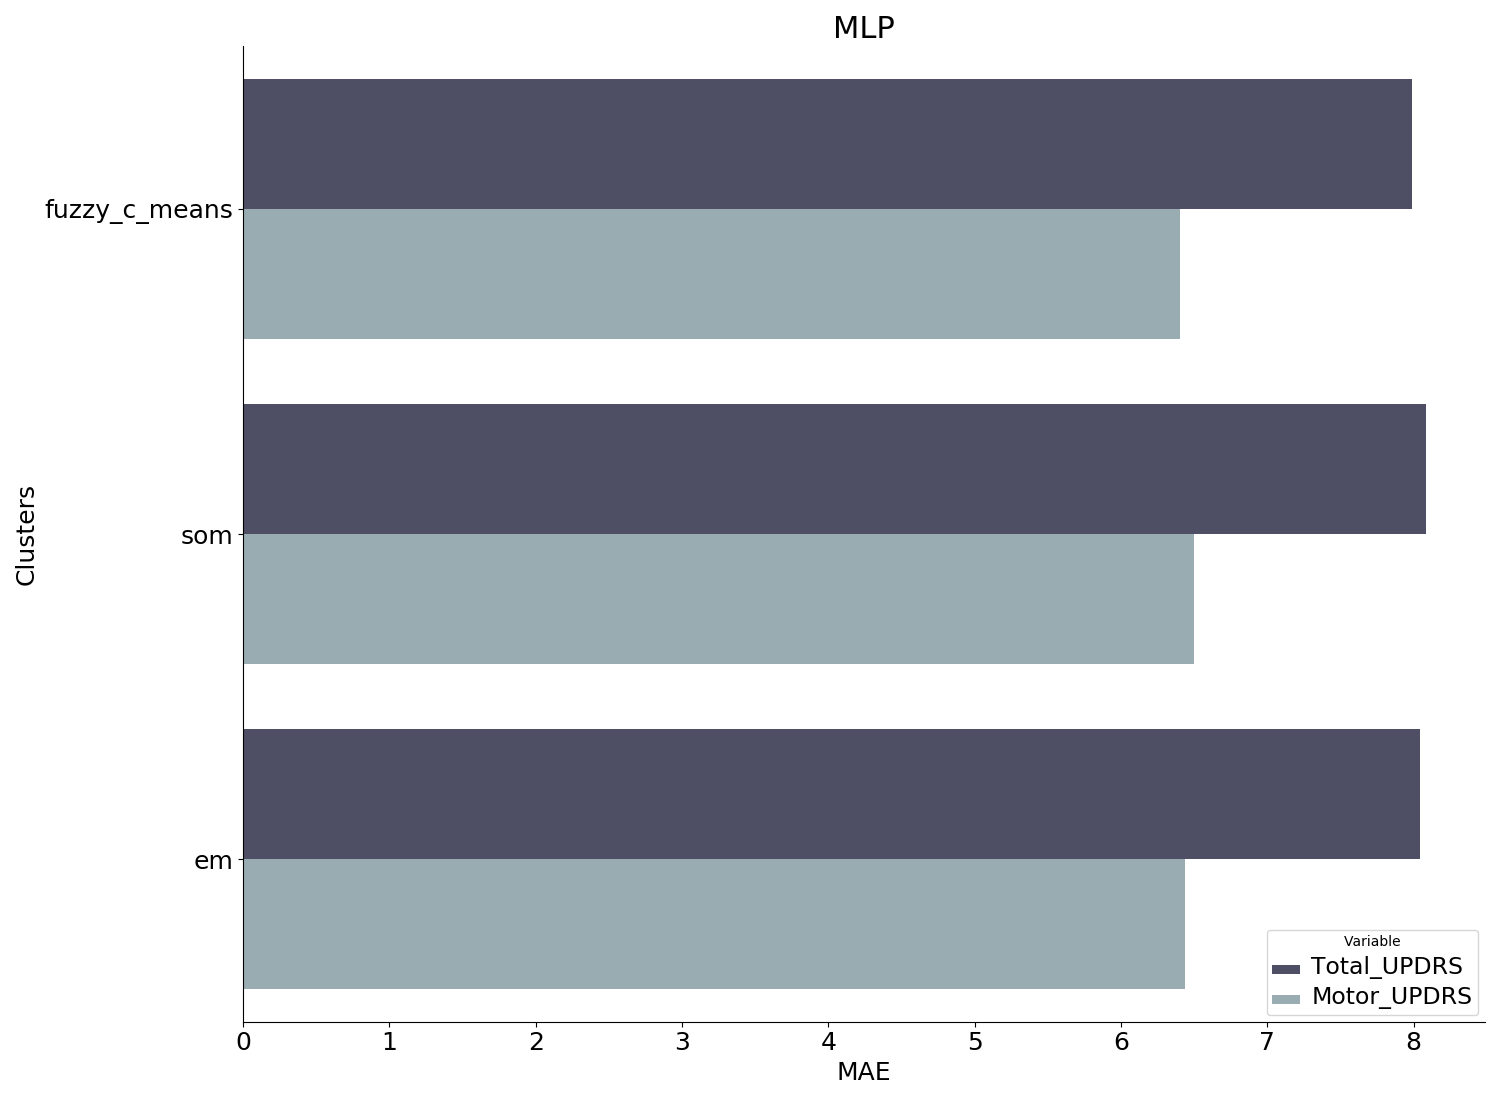 MLP
fuzzy_c_means
som
em
Clusters
0 1 2 3 4 5 6 7 8
MAE
Variable
Total_UPDRS
Motor_UPDRS